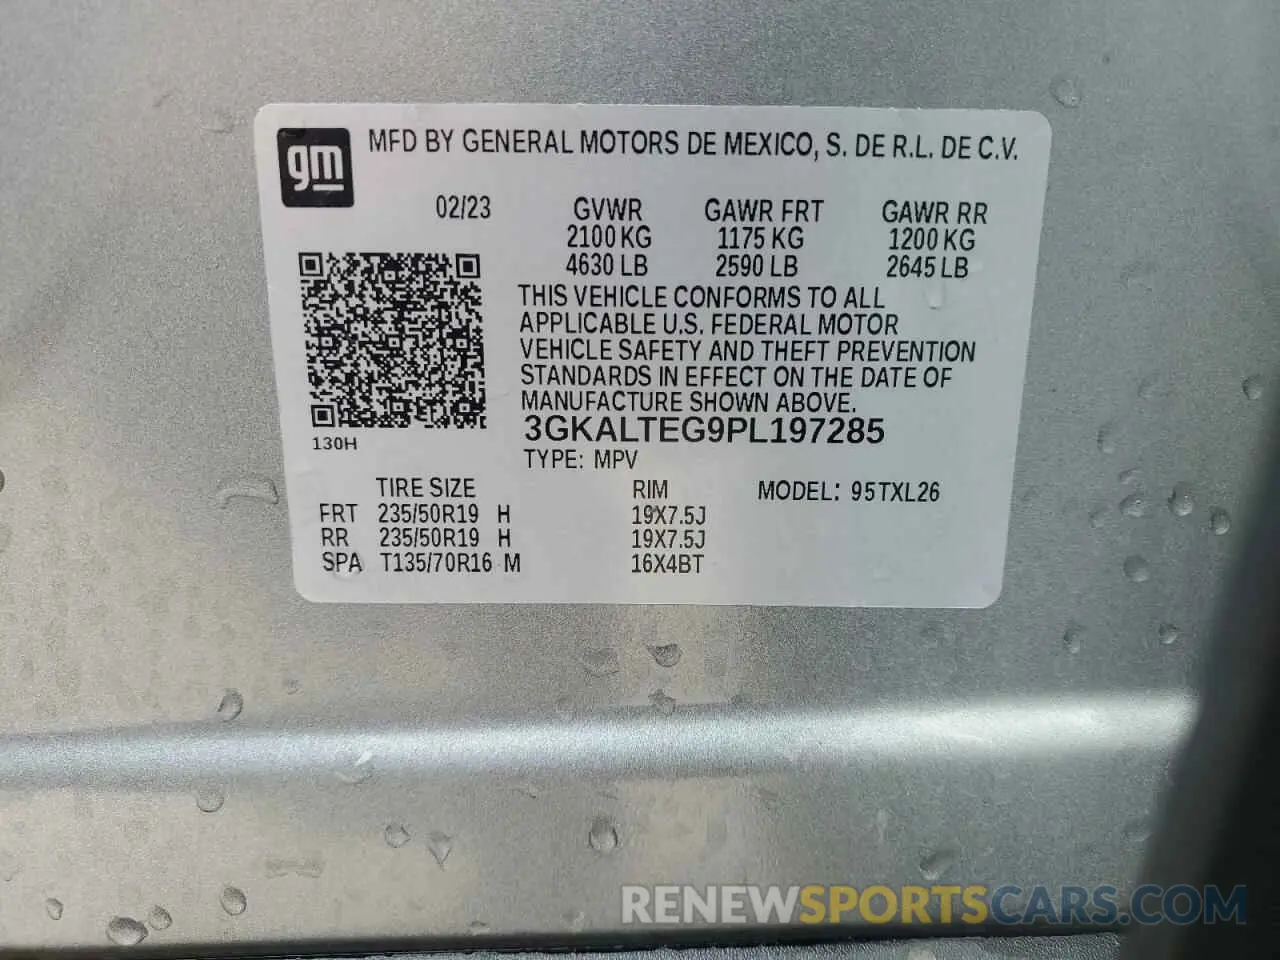 gm
MFD BY GENERAL MOTORS DE MEXICO, S. DE R.L. DE C.V.
02/23
GVWR GAWR FRT GAWR RR
2100 KG 1175 KG 1200 KG
4630 LB 2590 LB 2645 LB
THIS VEHICLE CONFORMS TO ALL
APPLICABLE U.S. FEDERAL MOTOR
VEHICLE SAFETY AND THEFT PREVENTION
STANDARDS IN EFFECT ON THE DATE OF
MANUFACTURE SHOWN ABOVE.
3GKALTEG9PL197285
130H
TYPE: MPV
TIRE SIZE RIM MODEL: 95TXL26
FRT 235/50R19 H 19X7.5J
RR 235/50R19 H 19X7.5J
SPA T135/70R16 M 16X4BT
RENEWSPORTSCARS.COM